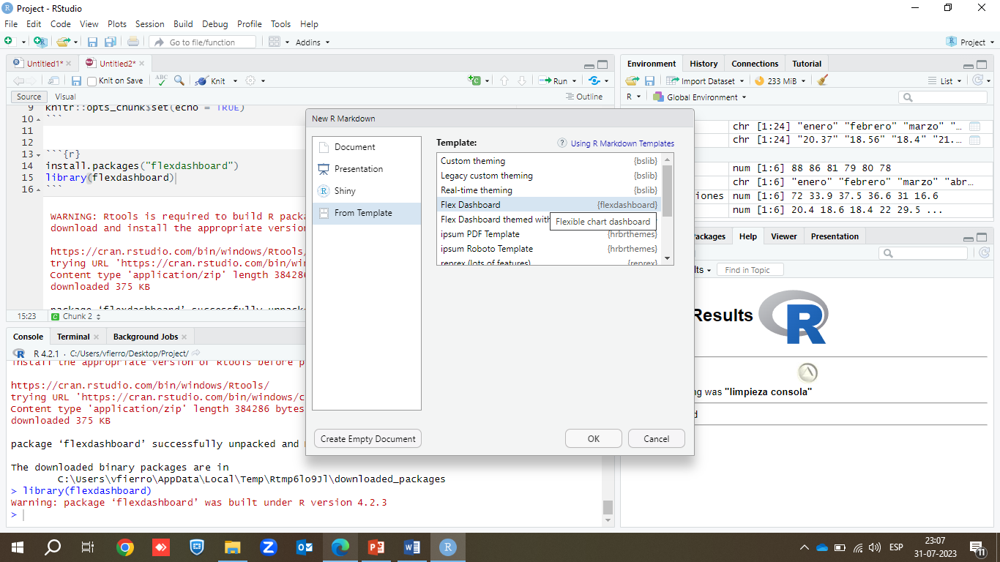 Project - RStudio
File Edit Code View Plots Session Build Debug Profile Tools Help
Go to file/function
Addins
Project
Untitled1*
Untitled2*
Knit on Save
ABC
Knit
Run
Source Visual
Outline
9 knitr::opts_chunk$set(echo = TRUE)
10 ```
11
12
13 ```{r}
14 install.packages("flexdashboard")
15 library(flexdashboard)
16 ```
WARNING: Rtools is required to build R
download and install the appropriate
https://cran.rstudio.com/bin/windows/Rtools/
trying URL 'https://cran.rstudio.com/bin/
Content type 'application/zip' length 384286
downloaded 375 KB
package ‘flexdashboard’ successfully
15:23
Chunk 2
Console Terminal Background Jobs
R 4.2.1 · C:/Users/vfierro/Desktop/Project/
install the appropriate version of Rtools before
https://cran.rstudio.com/bin/windows/Rtools/
trying URL 'https://cran.rstudio.com/bin/windows/
Content type 'application/zip' length 384286 bytes
downloaded 375 KB
package ‘flexdashboard’ successfully unpacked and
The downloaded binary packages are in
C:\Users\vfierro\AppData\Local\Temp\Rtmp6lo9Jl\downloaded_packages
> library(flexdashboard)
Warning: package ‘flexdashboard’ was built under R version 4.2.3
>
New R Markdown
Document
Presentation
Shiny
From Template
Template:
? Using R Markdown Templates
Custom theming {bslib}
Legacy custom theming {bslib}
Real-time theming {bslib}
Flex Dashboard {flexdashboard}
Flex Dashboard themed with
Flexible chart dashboard
ipsum PDF Template {hrbrthemes}
ipsum Roboto Template {hrbrthemes}
reprex (lots of features) {reprex}
Create Empty Document
OK
Cancel
Environment History Connections Tutorial
Import Dataset
233 MiB
List
R
Global Environment
chr [1:24] "enero" "febrero" "marzo" "…
chr [1:24] "20.37" "18.56" "18.4" "21.…
num [1:6] 88 86 81 79 80 78
chr [1:6] "enero" "febrero" "marzo" "abr…
iones num [1:6] 72 33.9 37.5 36.6 31 16.6
num [1:6] 20.4 18.6 18.4 22 29.5 ...
ackages Help Viewer Presentation
lts
Find in Topic
Results
R
ng was "limpieza consola"
d
ESP
23:07
31-07-2023
11